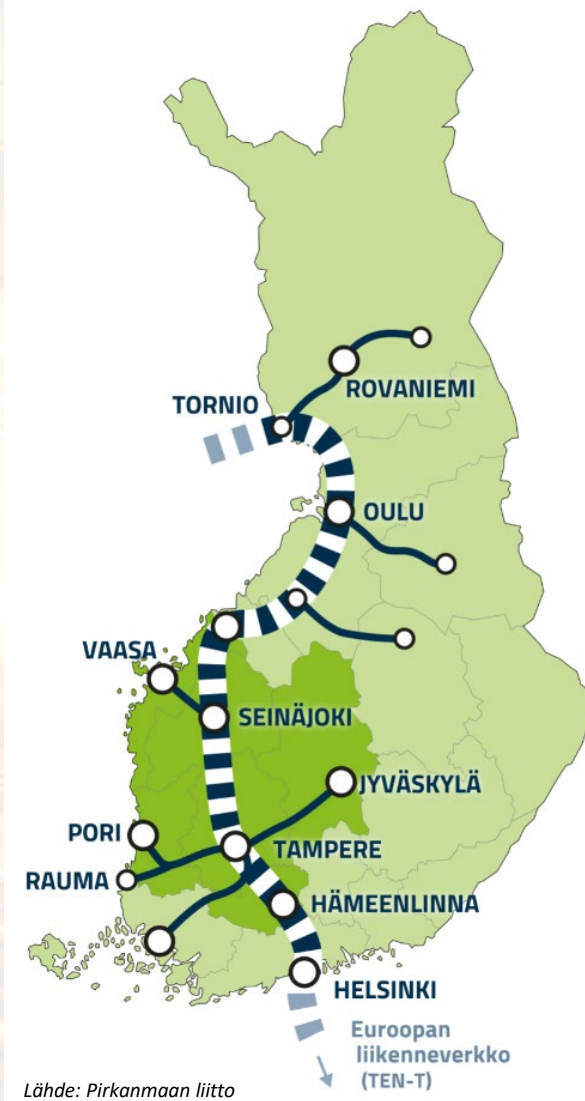 ROVANIEMI
TORNIO
OULU
VAASA
SEINÄJOKI
JYVÄSKYLÄ
PORI
TAMPERE
RAUMA
HÄMEENLINNA
HELSINKI
Euroopan
liikenneverkko
(TEN-T)
Lähde: Pirkanmaan liitto